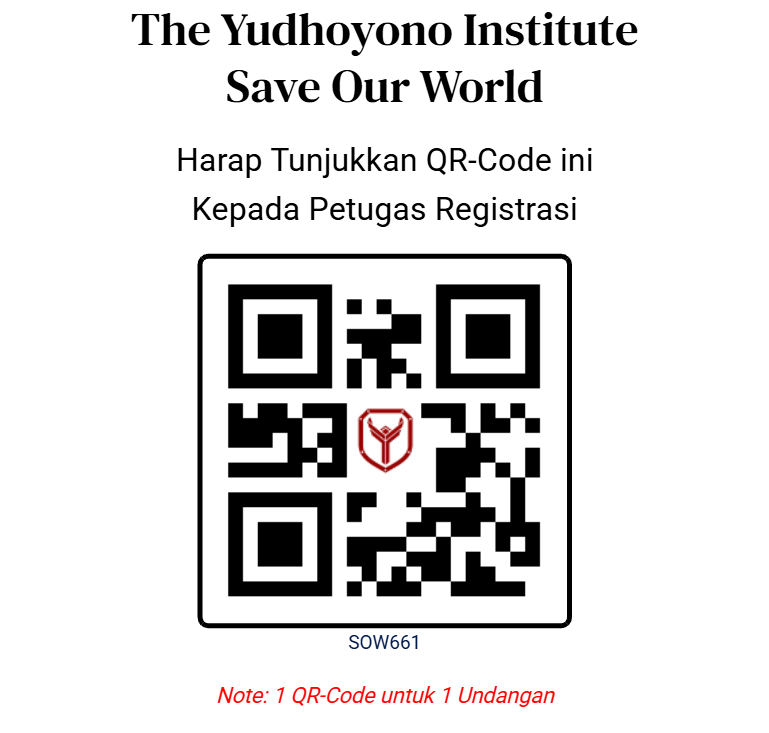 The Yudhoyono Institute
Save Our World
Harap Tunjukkan QR-Code ini
Kepada Petugas Registrasi
SOW661
Note: 1 QR-Code untuk 1 Undangan